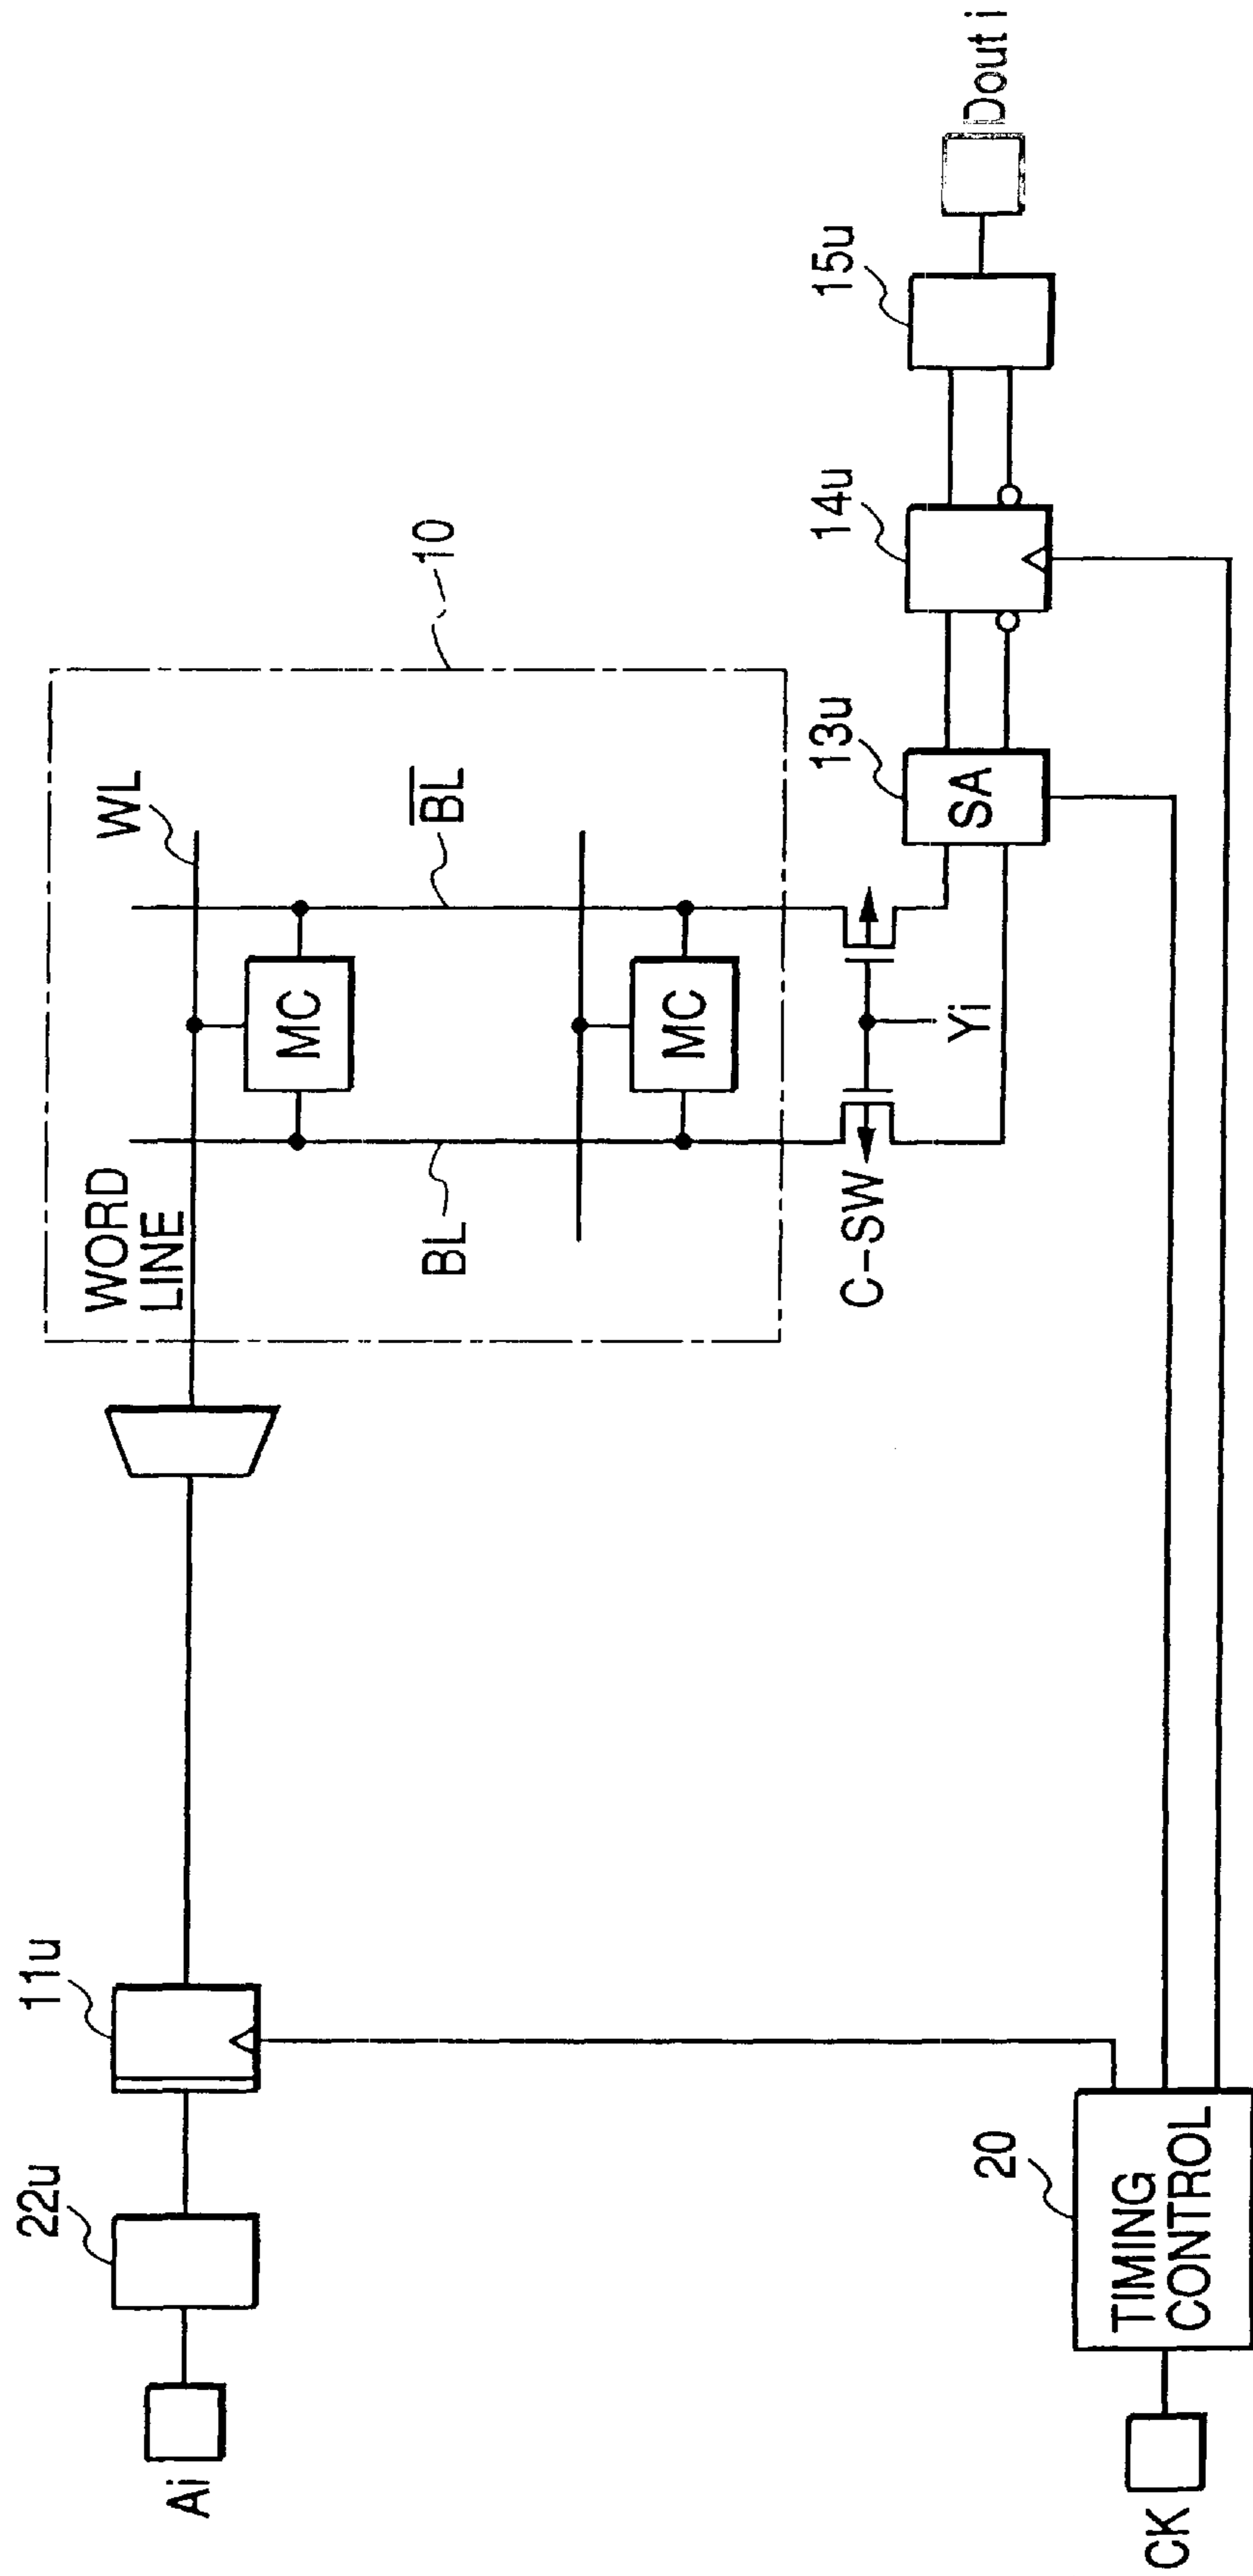 Ai
22u
11u
WORD
LINE
WL
MC
BL
B̅L̅
MC
10
C-SW
Yi
13u
SA
14u
15u
Dout i
CK
20
TIMING
CONTROL